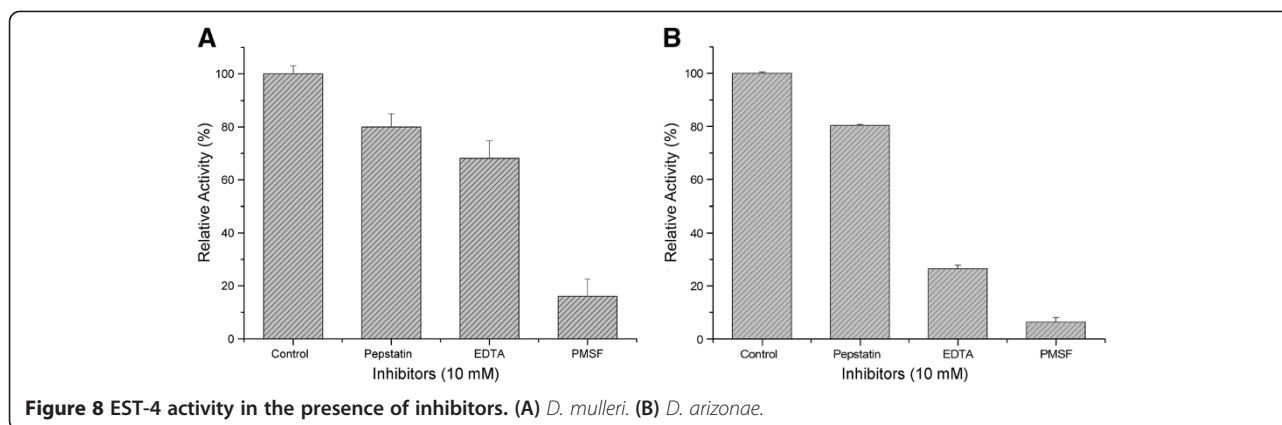 A
Relative Activity (%)
100
80
60
40
20
0
Control Pepstatin EDTA PMSF
Inhibitors (10 mM)
B
Relative Activity (%)
100
80
60
40
20
0
Control Pepstatin EDTA PMSF
Inhibitors (10 mM)
Figure 8 EST-4 activity in the presence of inhibitors. (A) D. mulleri. (B) D. arizonae.